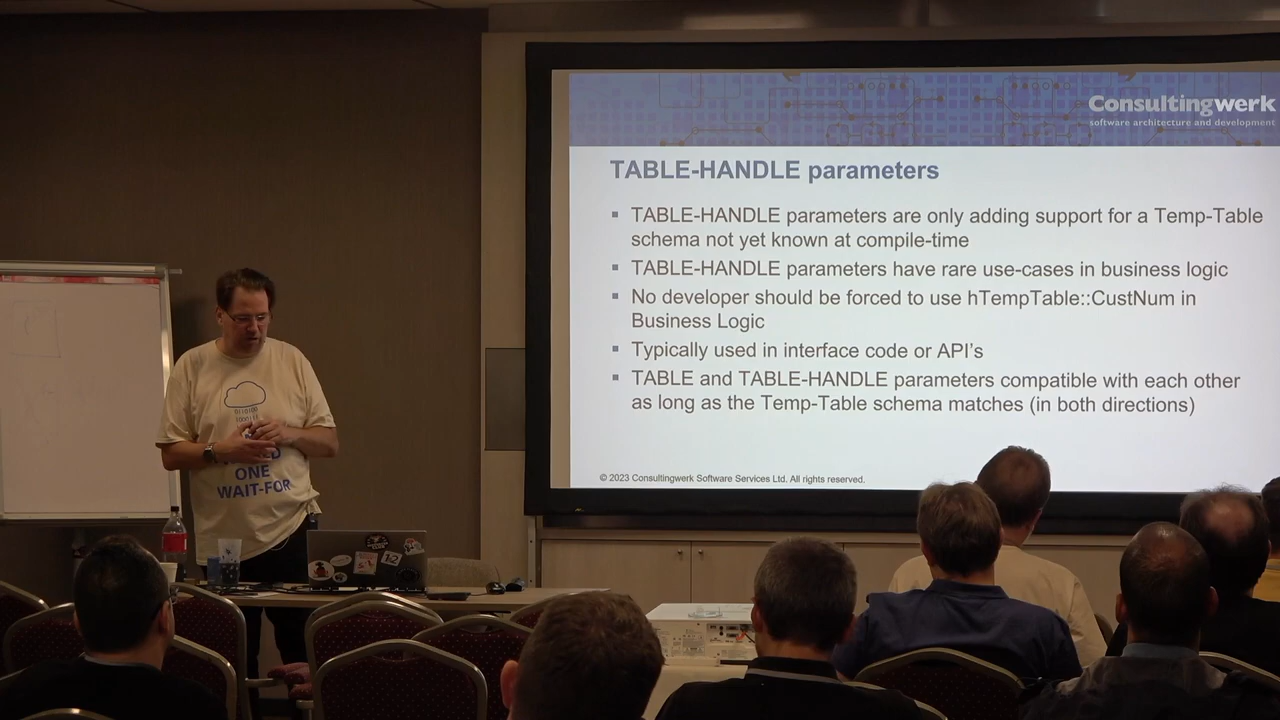 Consultingwerk
software architecture and development
TABLE-HANDLE parameters
TABLE-HANDLE parameters are only adding support for a Temp-Table
schema not yet known at compile-time
TABLE-HANDLE parameters have rare use-cases in business logic
No developer should be forced to use hTempTable::CustNum in
Business Logic
Typically used in interface code or API's
TABLE and TABLE-HANDLE parameters compatible with each other
as long as the Temp-Table schema matches (in both directions)
© 2023 Consultingwerk Software Services Ltd. All rights reserved.
ONE
WAIT-FOR